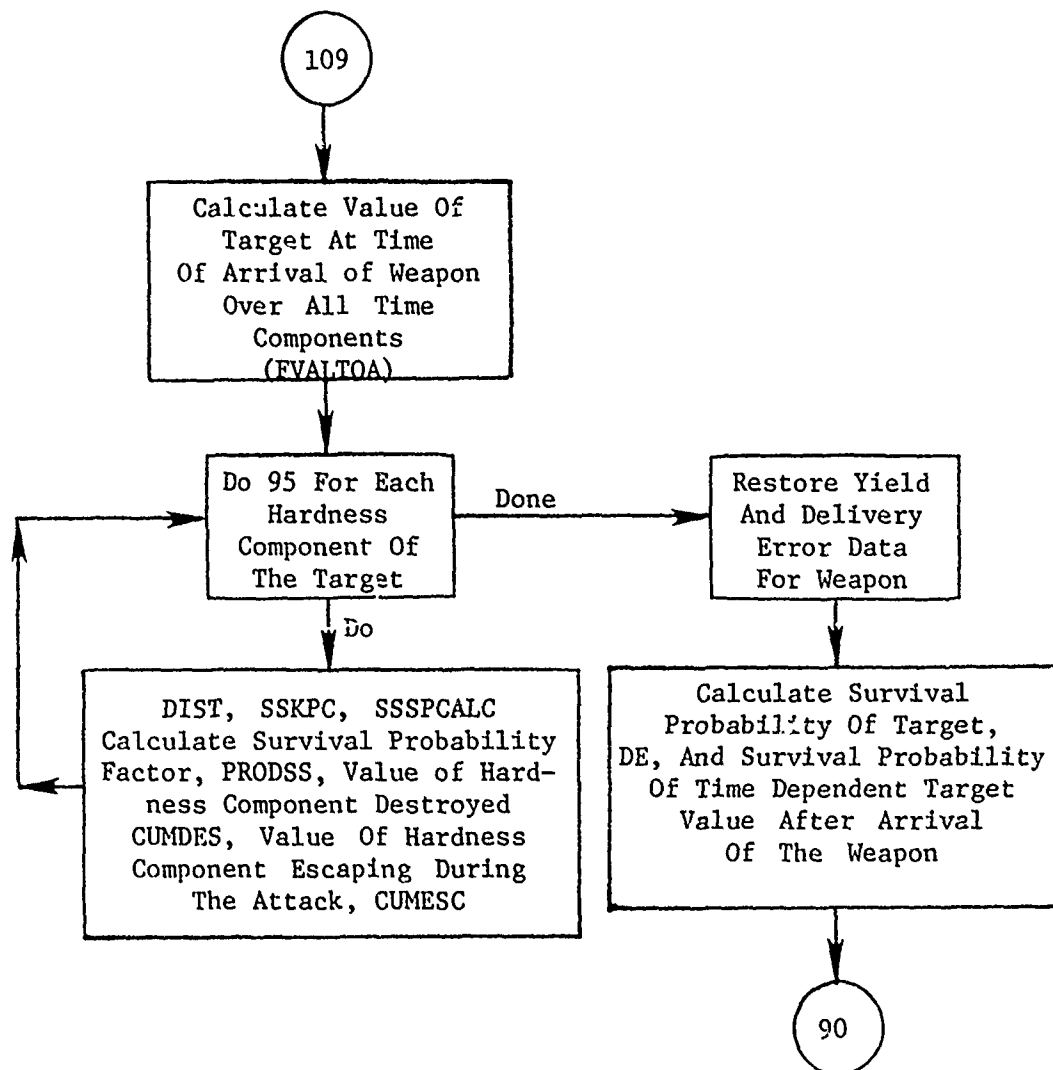 109
Calculate Value Of
Target At Time
Of Arrival of Weapon
Over All Time
Components
(FVALTOA)
Do 95 For Each
Hardness
Component Of
The Target
Done
Restore Yield
And Delivery
Error Data
For Weapon
Do
DIST, SSKPC, SSSPCALC
Calculate Survival Probability
Factor, PRODSS, Value of Hard-
ness Component Destroyed
CUMDES, Value Of Hardness
Component Escaping During
The Attack, CUMESC
Calculate Survival
Probability Of Target,
DE, And Survival Probability
Of Time Dependent Target
Value After Arrival
Of The Weapon
90